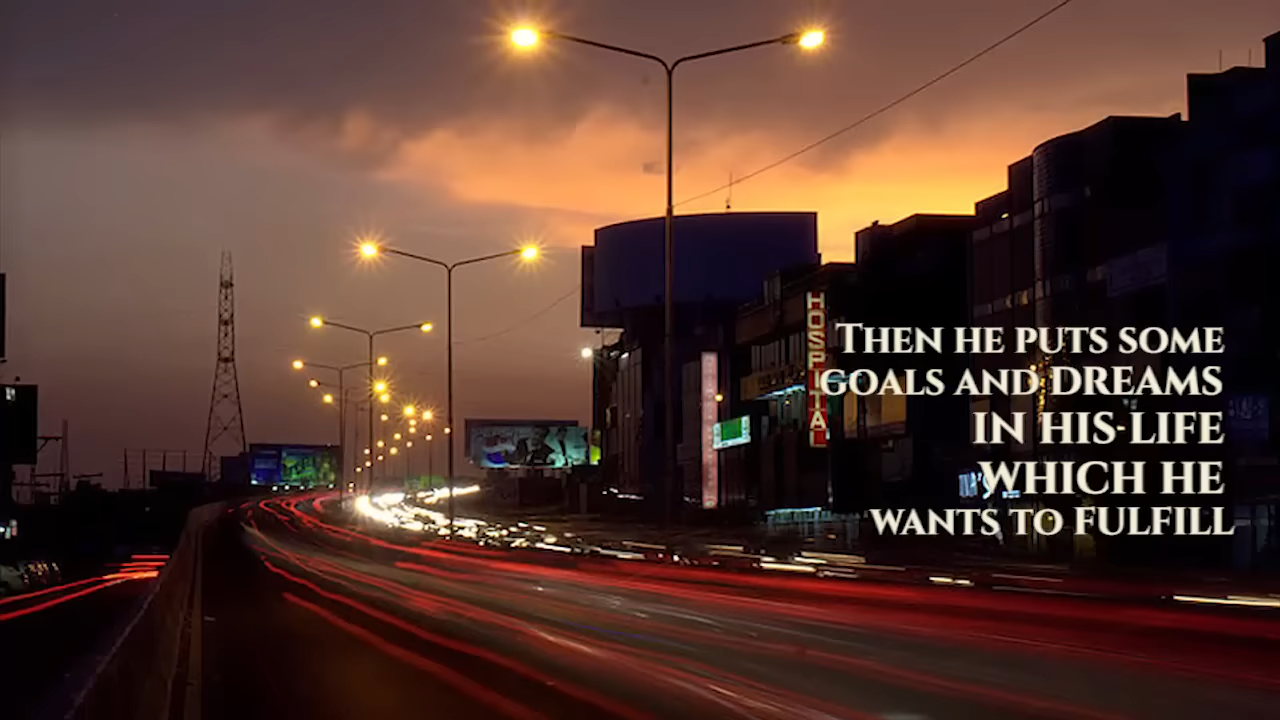 HOSPITAL
Then he puts some
goals and dreams
in his life
which he
wants to fulfill